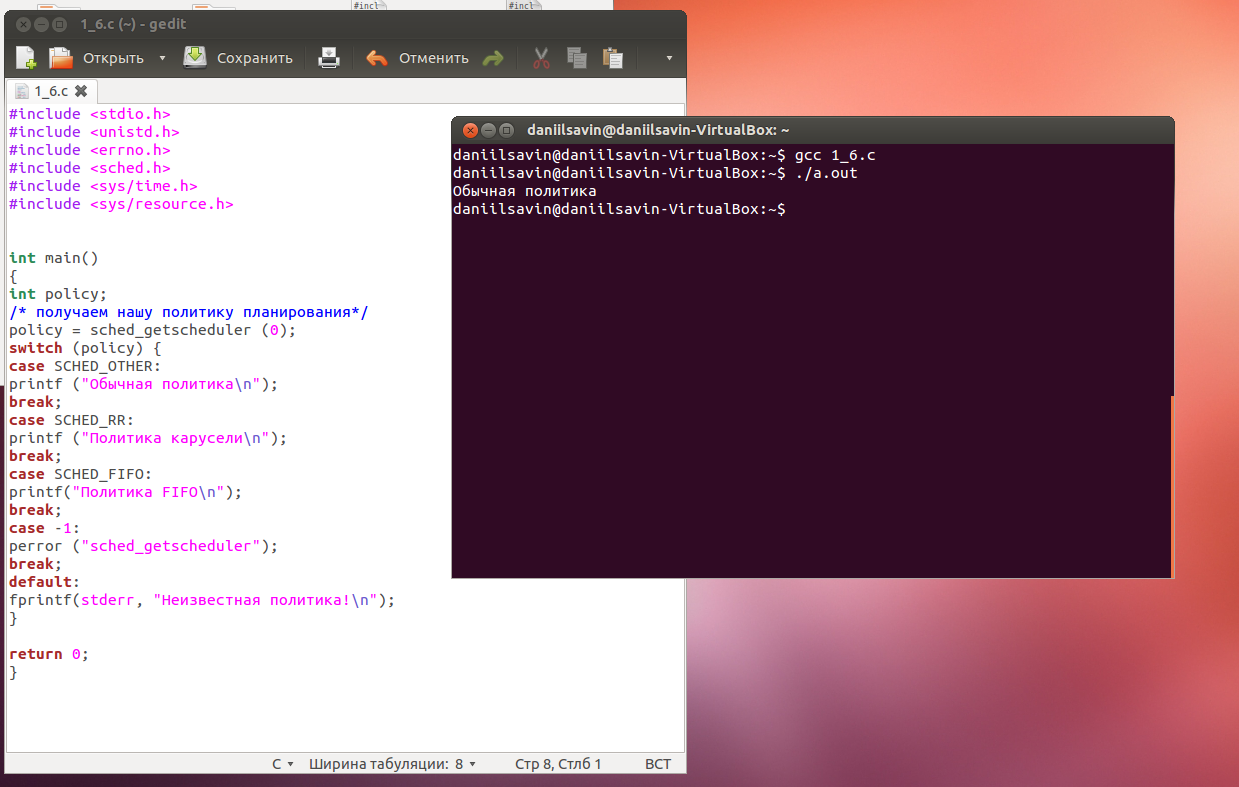 #incl
#incl
1_6.c (~) - gedit
Открыть
Сохранить
Отменить
1_6.c
#include <stdio.h>
#include <unistd.h>
#include <errno.h>
#include <sched.h>
#include <sys/time.h>
#include <sys/resource.h>
int main()
{
int policy;
/* получаем нашу политику планирования*/
policy = sched_getscheduler (0);
switch (policy) {
case SCHED_OTHER:
printf ("Обычная политика\n");
break;
case SCHED_RR:
printf ("Политика карусели\n");
break;
case SCHED_FIFO:
printf("Политика FIFO\n");
break;
case -1:
perror ("sched_getscheduler");
break;
default:
fprintf(stderr, "Неизвестная политика!\n");
}
return 0;
}
C
Ширина табуляции: 8
Стр 8, Стлб 1
ВСТ
daniilsavin@daniilsavin-VirtualBox: ~
daniilsavin@daniilsavin-VirtualBox:~$ gcc 1_6.c
daniilsavin@daniilsavin-VirtualBox:~$ ./a.out
Обычная политика
daniilsavin@daniilsavin-VirtualBox:~$